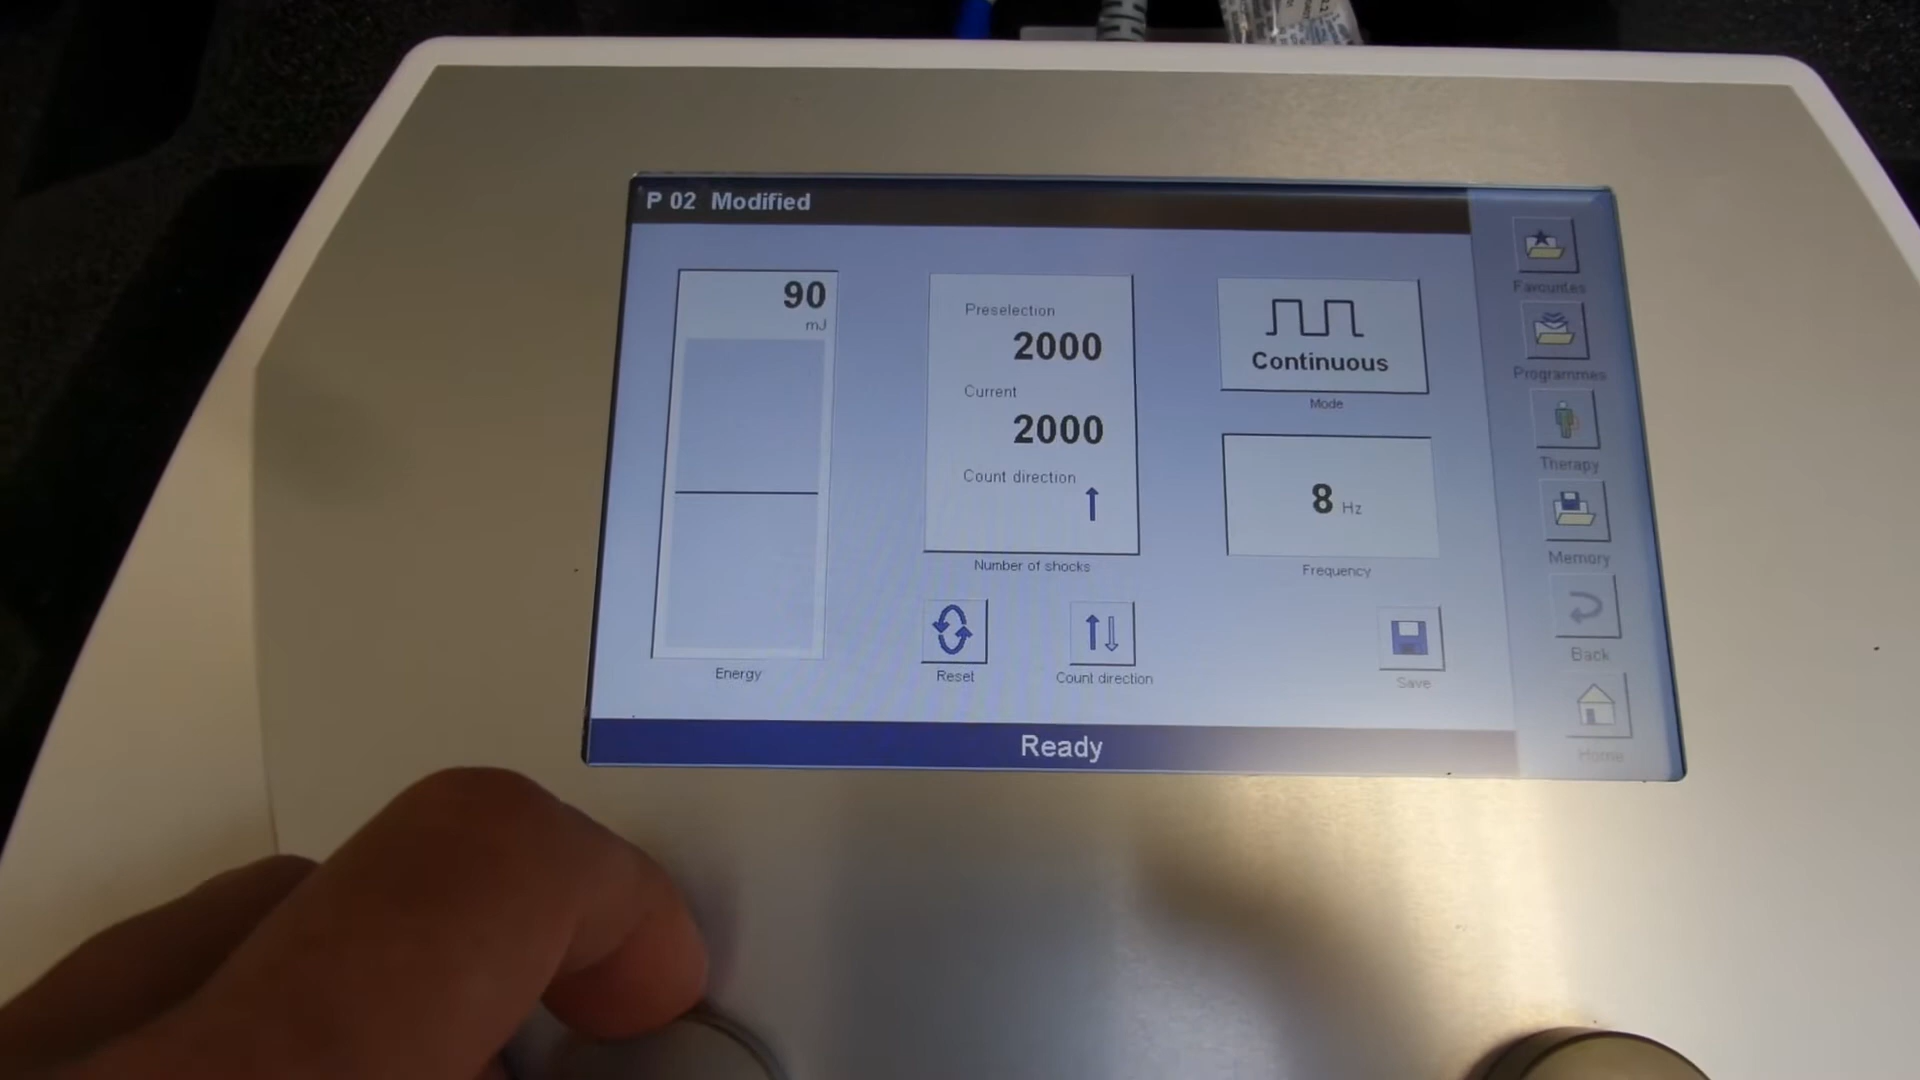 P 02 Modified
90
mJ
Energy
Preselection
2000
Current
2000
Count direction
Number of shocks
Reset
Count direction
Continuous
Mode
8 Hz
Frequency
Save
Ready
Favourites
Programmes
Therapy
Memory
Back
Home